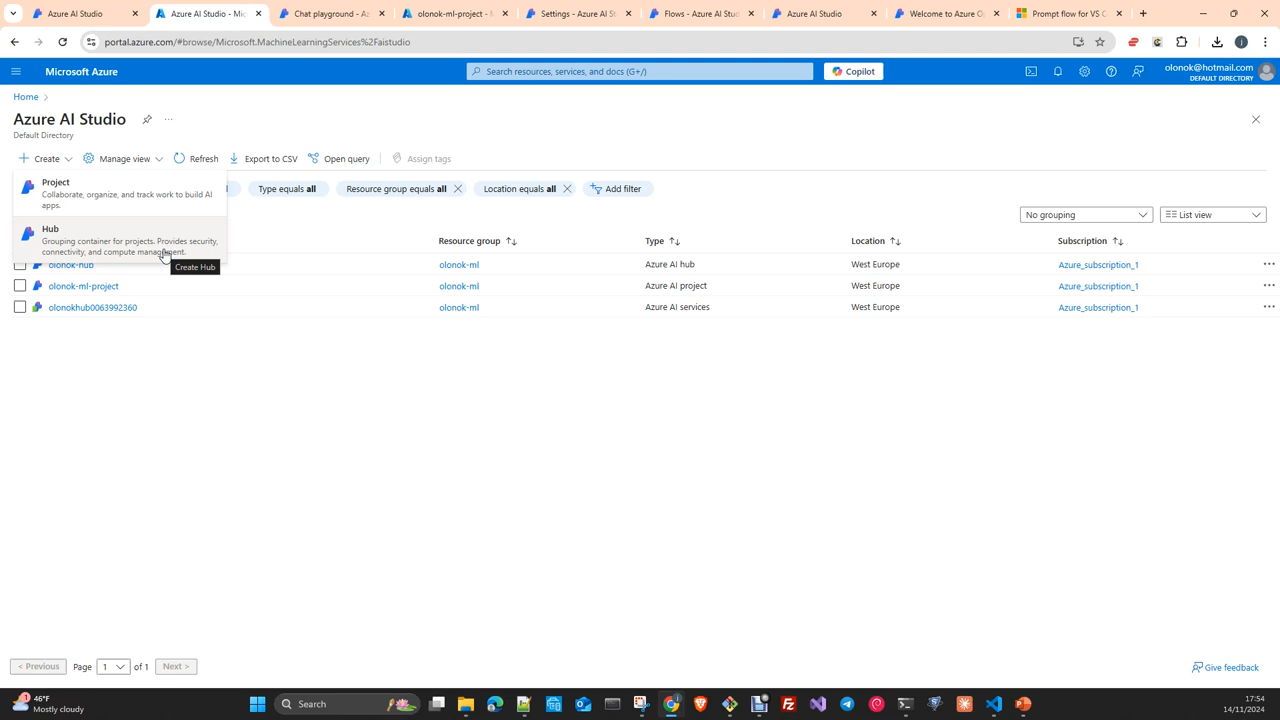 Azure AI Studio
Azure AI Studio - Mic
Chat playground - Az
olonok-ml-project - M
Settings - Azure AI St
Flows - Azure AI Stud
Azure AI Studio
Welcome to Azure Op
Prompt flow for VS C
portal.azure.com/#browse/Microsoft.MachineLearningServices%2Faistudio
Microsoft Azure
Search resources, services, and docs (G+/)
Copilot
olonok@hotmail.com
DEFAULT DIRECTORY
Home
Azure AI Studio
Default Directory
Create
Manage view
Refresh
Export to CSV
Open query
Assign tags
Project
Collaborate, organize, and track work to build AI
apps.
Type equals all
Resource group equals all
Location equals all
Add filter
Hub
Grouping container for projects. Provides security,
connectivity, and compute management.
Create Hub
No grouping
List view
Resource group
Type
Location
Subscription
olonok-hub
olonok-ml
Azure AI hub
West Europe
Azure_subscription_1
olonok-ml-project
olonok-ml
Azure AI project
West Europe
Azure_subscription_1
olonokhub0063992360
olonok-ml
Azure AI services
West Europe
Azure_subscription_1
< Previous
Page
1
of 1
Next >
Give feedback
1
46°F
Mostly cloudy
Search
17:54
14/11/2024